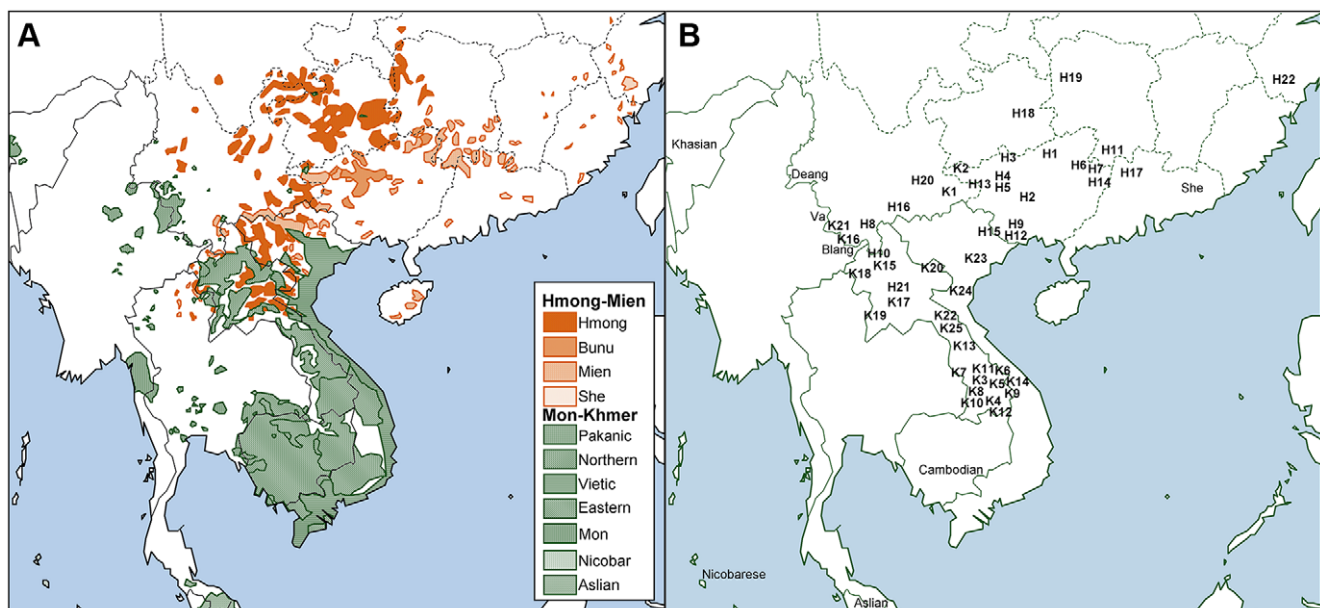 A
Hmong-Mien
Hmong
Bunu
Mien
She
Mon-Khmer
Pakanic
Northern
Vietic
Eastern
Mon
Nicobar
Aslian
B
H19
H22
H18
Khasian
H1
H11
H3
K2
H6
H7
H17
Deang
H4
H20
H13
H5
H14
She
K1
H2
H16
Va
K21
H8
H9
H15
H12
K16
Blang
H10
K23
K15
K20
K18
H21
K24
K17
K19
K22
K25
K13
K7
K11
K6
K3
K5
K14
K8
K9
K10
K4
K12
Cambodian
Nicobarese
Aslian